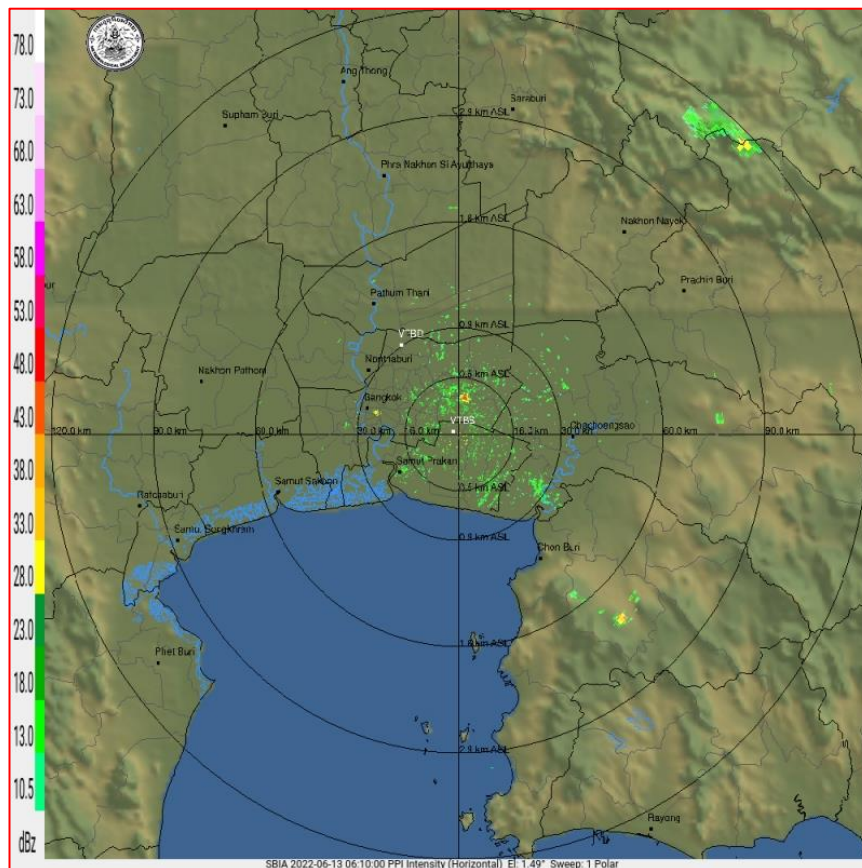 78.0
73.0
68.0
63.0
58.0
53.0
48.0
43.0
38.0
33.0
28.0
23.0
18.0
13.0
10.5
dBz
Ang Thong
Saraburi
Suphan Buri
2.9 km ASL
Phra Nakhon Si Ayutthaya
1.8 km ASL
Nakhon Nayok
Prachin Buri
Pathum Thani
VTBD
0.9 km ASL
Nonthaburi
Nakhon Pathom
0.5 km ASL
Bangkok
VTBS
Chachoengsao
120.0 km
90.0 km
60.0 km
30.0 km
16.2 km
16.2 km
30.0 km
60.0 km
90.0 km
Samut Prakan
Samut Sakhon
0.5 km ASL
Ratchaburi
Samut Songkhram
0.9 km ASL
Chon Buri
Phet Buri
1.8 km ASL
2.9 km ASL
Rayong
SBIA 2022-06-13 06:10:00 PPI Intensity (Horizontal) El: 1.49° Sweep: 1 Polar